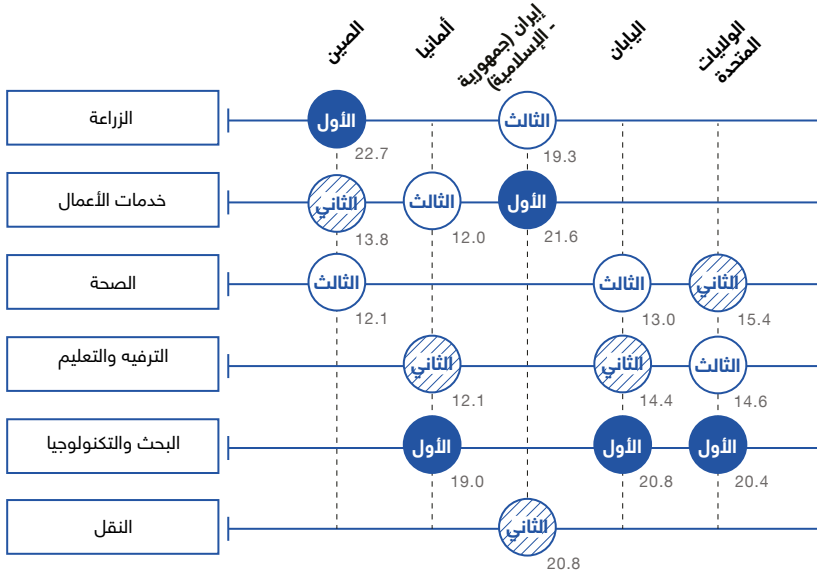 الصين
ألمانيا
إيران (جمهورية
- الإسلامية)
اليابان
الولايات
المتحدة
الزراعة
الأول
22.7
الثالث
19.3
خدمات الأعمال
الثاني
13.8
الثالث
12.0
الأول
21.6
الصحة
الثالث
12.1
الثالث
13.0
الثاني
15.4
الترفيه والتعليم
الثاني
12.1
الثاني
14.4
الثالث
14.6
البحث والتكنولوجيا
الأول
19.0
الأول
20.8
الأول
20.4
النقل
الثاني
20.8